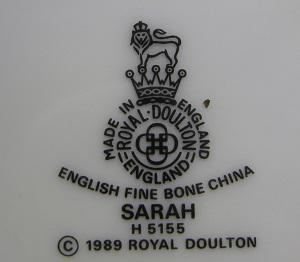 MADE IN ENGLAND
ROYAL · DOULTON
ENGLAND
ENGLISH FINE BONE CHINA
SARAH
H 5155
© 1989 ROYAL DOULTON